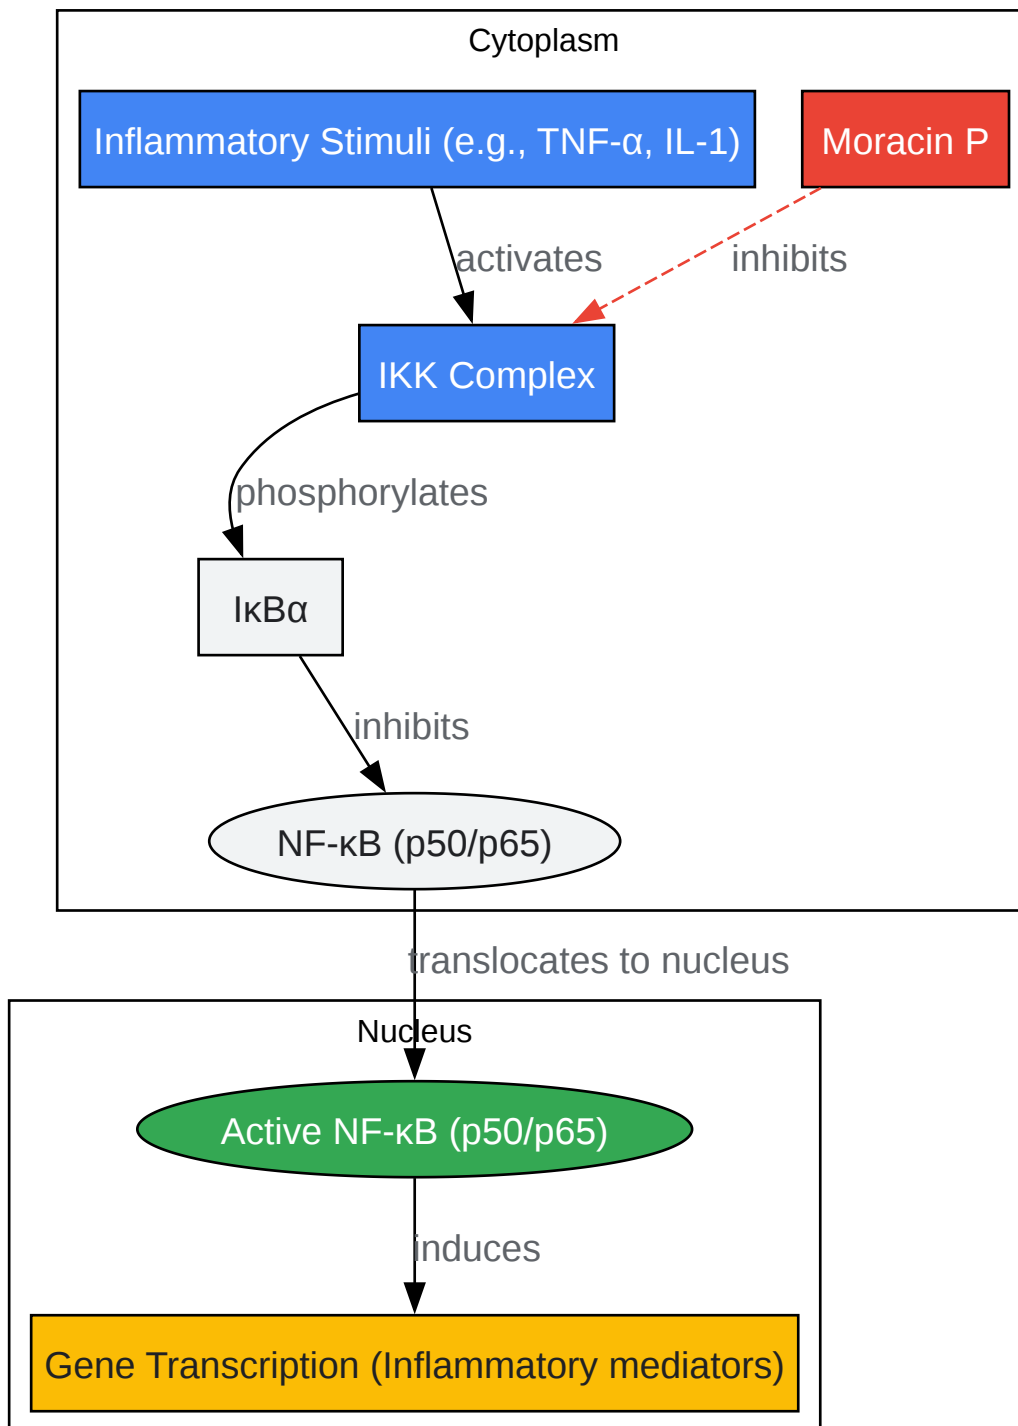 Cytoplasm
Inflammatory Stimuli (e.g., TNF-α, IL-1)
Moracin P
activates
inhibits
IKK Complex
phosphorylates
IκBα
inhibits
NF-κB (p50/p65)
translocates to nucleus
Nucleus
Active NF-κB (p50/p65)
induces
Gene Transcription (Inflammatory mediators)